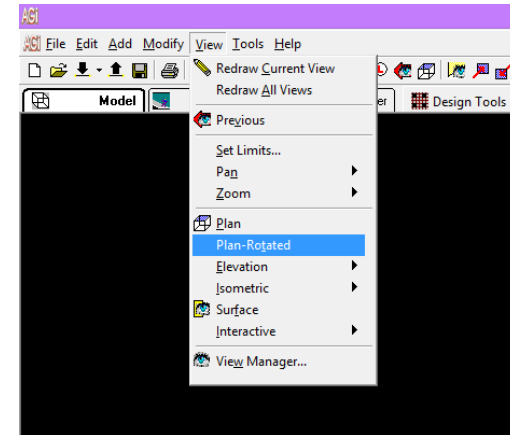 AGi
AGi File Edit Add Modify View Tools Help
Model
er
Design Tools
Redraw Current View
Redraw All Views
Previous
Set Limits...
Pan
Zoom
Plan
Plan-Rotated
Elevation
Isometric
Surface
Interactive
View Manager...